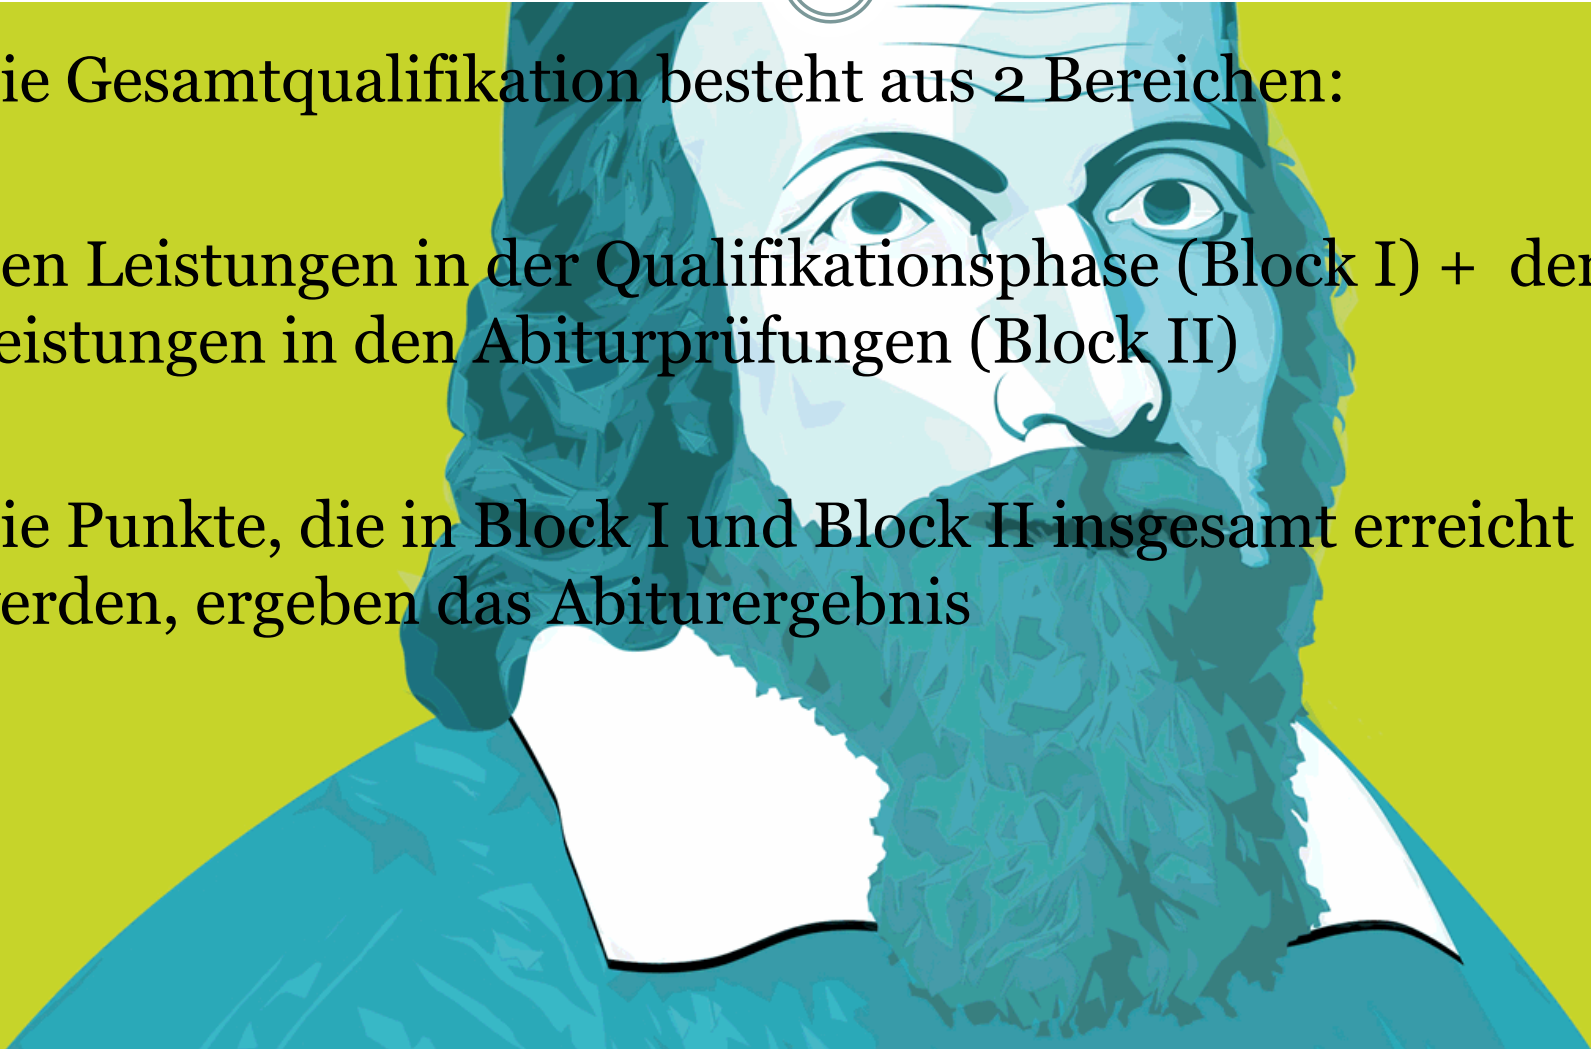 ie Gesamtqualifikation besteht aus 2 Bereichen:
en Leistungen in der Qualifikationsphase (Block I) + der
eistungen in den Abiturprüfungen (Block II)
ie Punkte, die in Block I und Block II insgesamt erreicht
erden, ergeben das Abiturergebnis